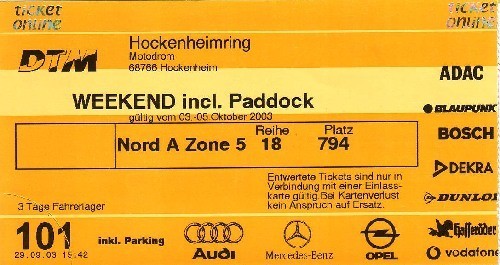 ticket
online
ticket
online
DTM
Hockenheimring
Motodrom
68766 Hockenheim
ADAC
WEEKEND incl. Paddock
gültig vom 03.-05.Oktober 2003
BLAUPUNKT
Reihe Platz
Nord A Zone 5 18 794
BOSCH
Entwertete Tickets sind nur in
Verbindung mit einer Einlass-
karte gültig. Bei Kartenverlust
kein Anspruch auf Ersatz.
DEKRA
DUNLOP
3 Tage Fahrerlager
101 inkl. Parking
29.09.03 15:42
Audi
Mercedes-Benz
OPEL
Hasseröder
vodafone